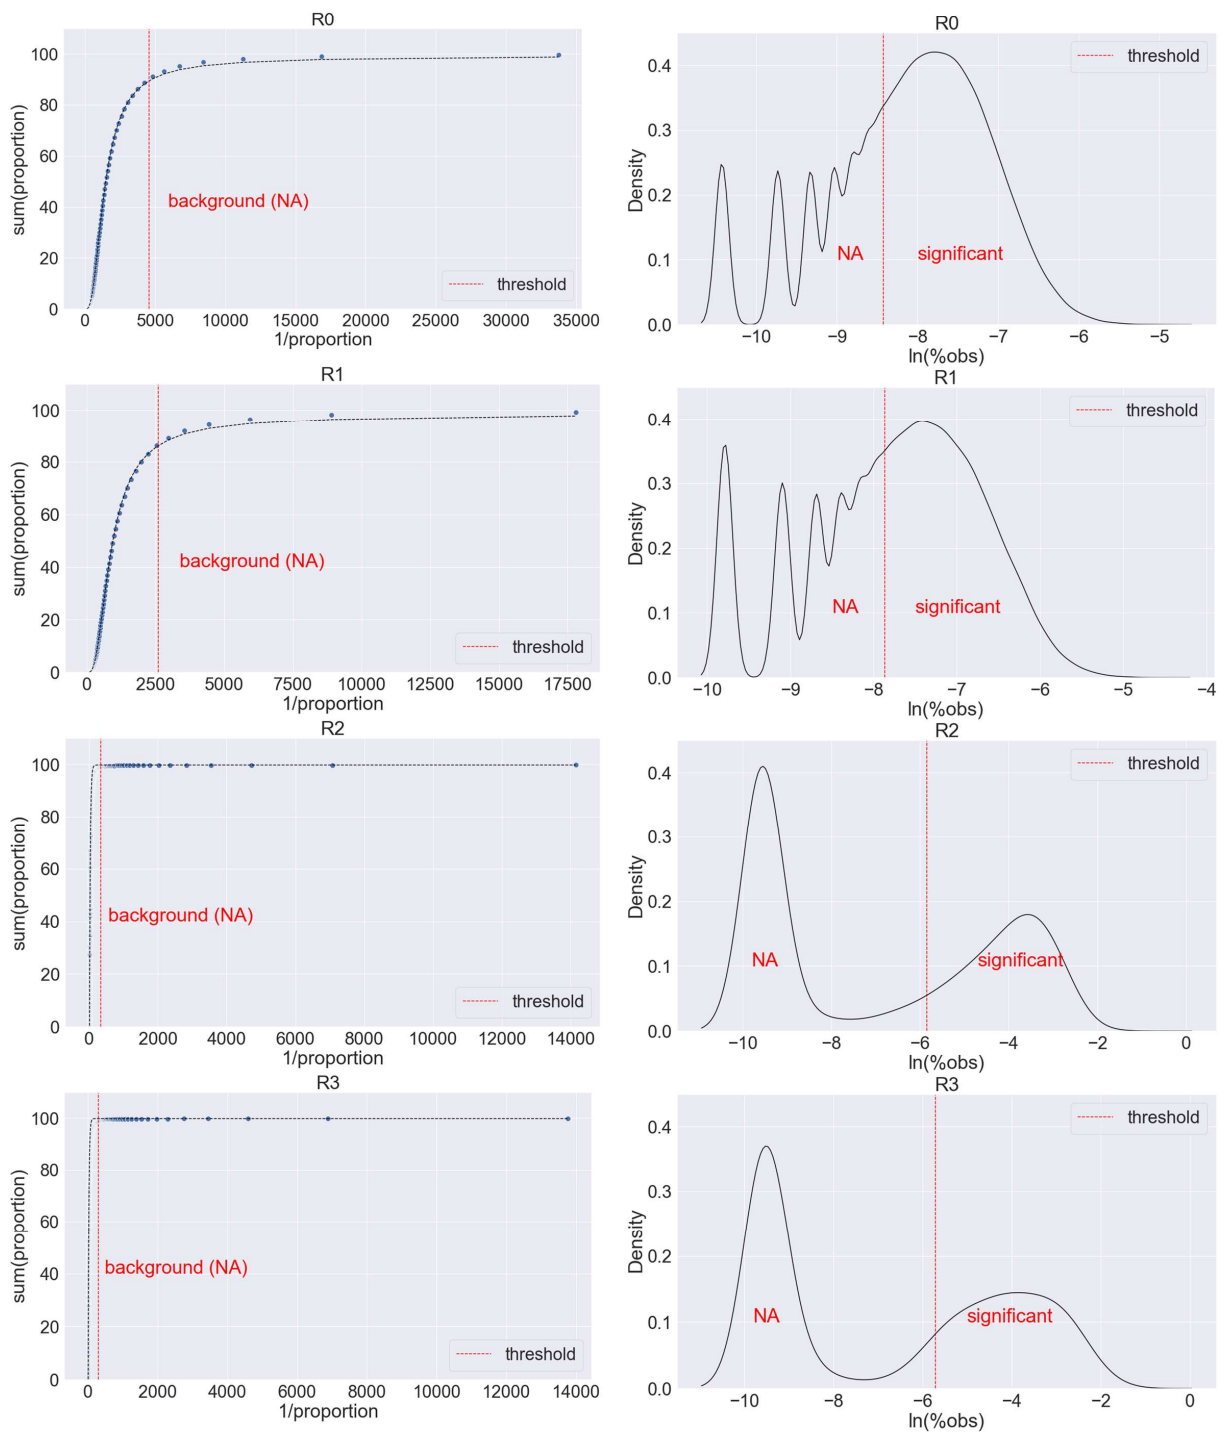 R0
100
80
60
40
20
0
sum(proportion)
background (NA)
threshold
0 5000 10000 15000 20000 25000 30000 35000
1/proportion
R0
0.4
0.3
0.2
0.1
0.0
Density
threshold
NA significant
−10 −9 −8 −7 −6 −5
ln(%obs)
R1
100
80
60
40
20
0
sum(proportion)
background (NA)
threshold
0 2500 5000 7500 10000 12500 15000 17500
1/proportion
R1
0.4
0.3
0.2
0.1
0.0
Density
threshold
NA significant
−10 −9 −8 −7 −6 −5 −4
ln(%obs)
R2
100
80
60
40
20
0
sum(proportion)
background (NA)
threshold
0 2000 4000 6000 8000 10000 12000 14000
1/proportion
R2
0.4
0.3
0.2
0.1
0.0
Density
threshold
NA significant
−10 −8 −6 −4 −2 0
ln(%obs)
R3
100
80
60
40
20
0
sum(proportion)
background (NA)
threshold
0 2000 4000 6000 8000 10000 12000 14000
1/proportion
R3
0.4
0.3
0.2
0.1
0.0
Density
threshold
NA significant
−10 −8 −6 −4 −2 0
ln(%obs)